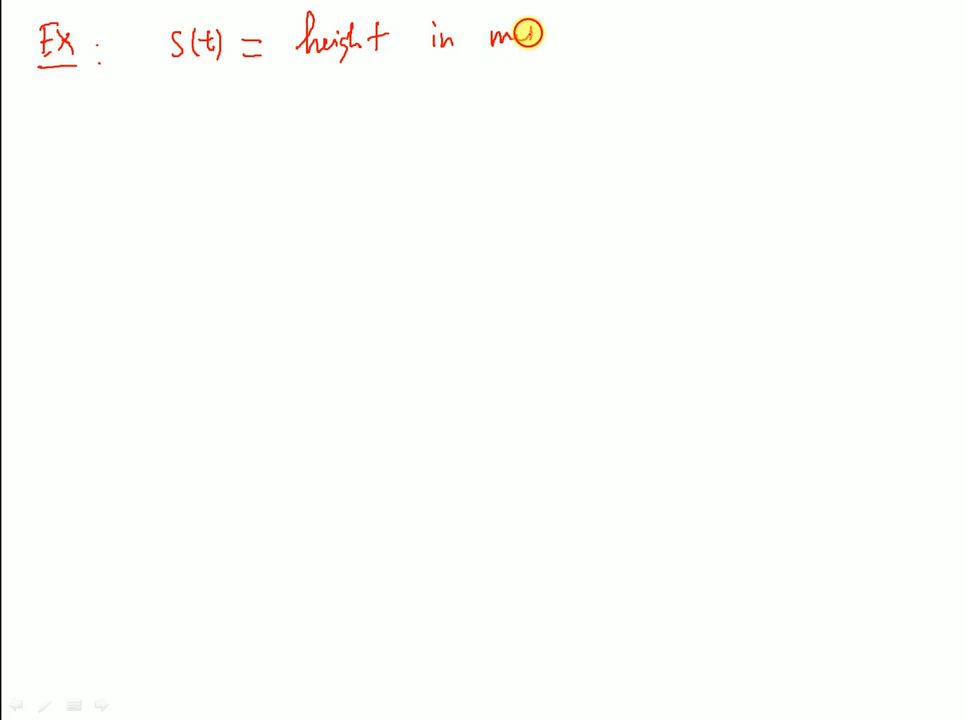 Ex: s(t) = height in m